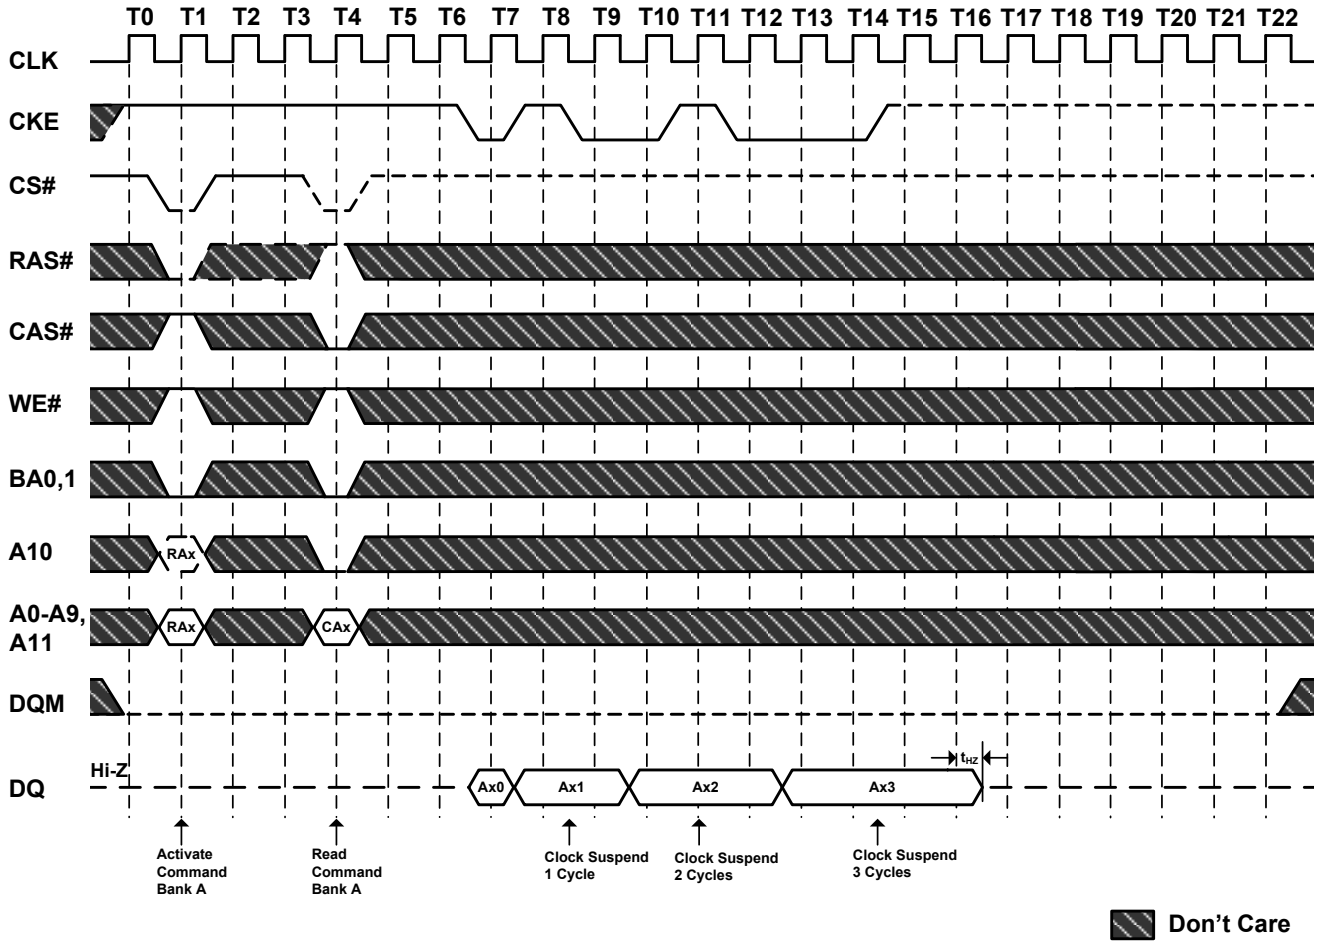 T0 T1 T2 T3 T4 T5 T6 T7 T8 T9 T10 T11 T12 T13 T14 T15 T16 T17 T18 T19 T20 T21 T22
CLK
CKE
CS#
RAS#
CAS#
WE#
BA0,1
A10
RAx
A0-A9,
A11
RAx
CAx
DQM
tHZ
Hi-Z
DQ
Ax0
Ax1
Ax2
Ax3
Activate
Command
Bank A
Read
Command
Bank A
Clock Suspend
1 Cycle
Clock Suspend
2 Cycles
Clock Suspend
3 Cycles
Don't Care